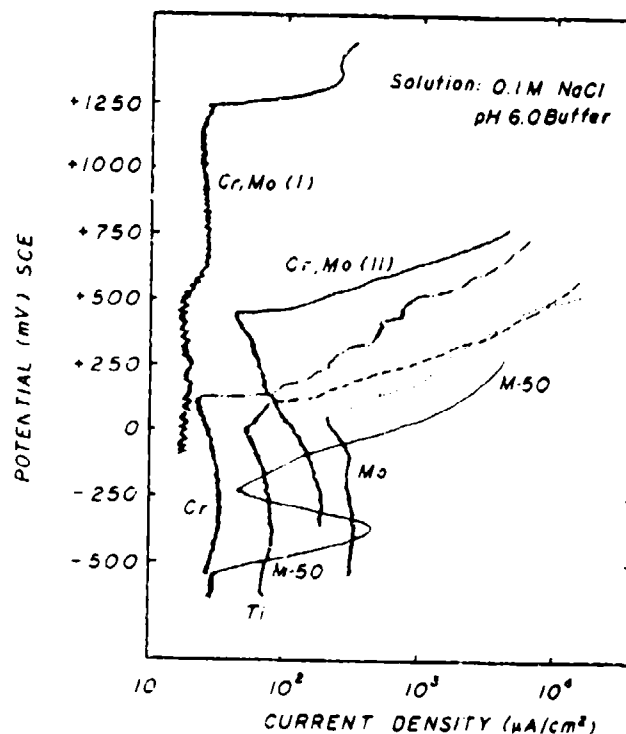 Solution: 0.1M NaCl
pH 6.0 Buffer
+1250
+1000
+750
+500
+250
0
-250
-500
POTENTIAL (mV) SCE
Cr,Mo (I)
Cr,Mo (II)
M-50
Mo
Cr
M-50
Ti
10
10²
10³
10⁴
CURRENT DENSITY (µA/cm²)